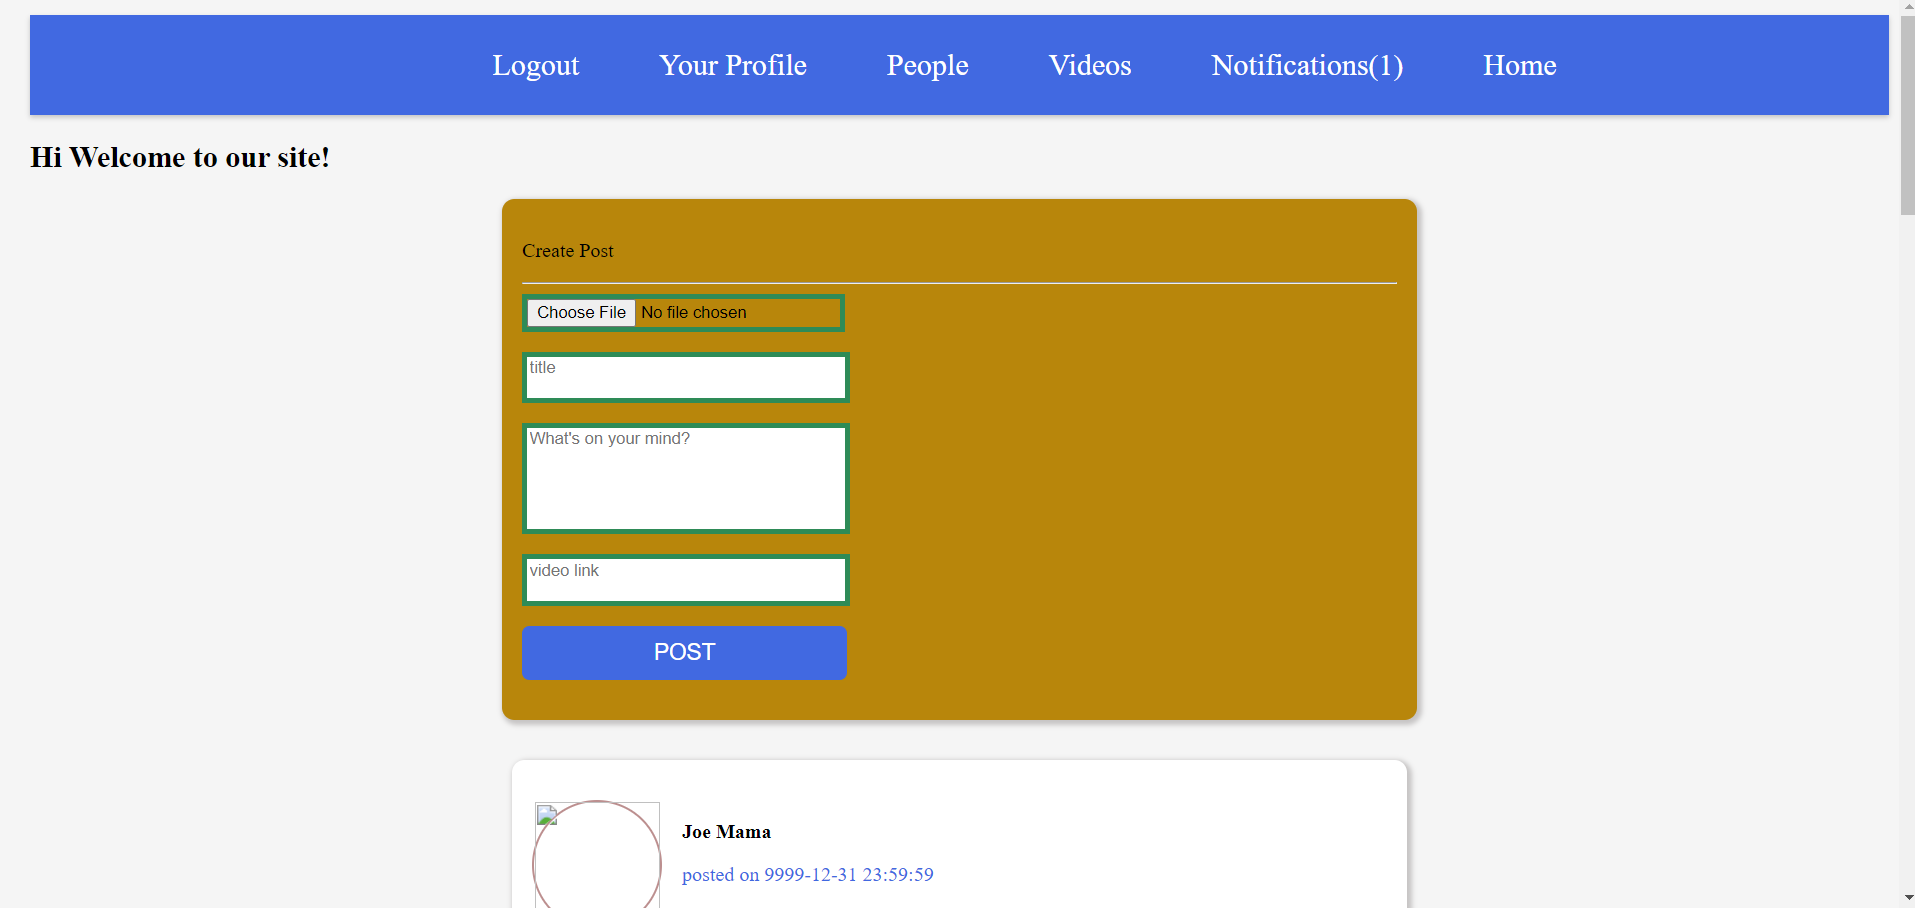 Logout Your Profile People Videos Notifications(1) Home
Hi Welcome to our site!
Create Post
Choose File No file chosen
title
What's on your mind?
video link
POST
Joe Mama
posted on 9999-12-31 23:59:59